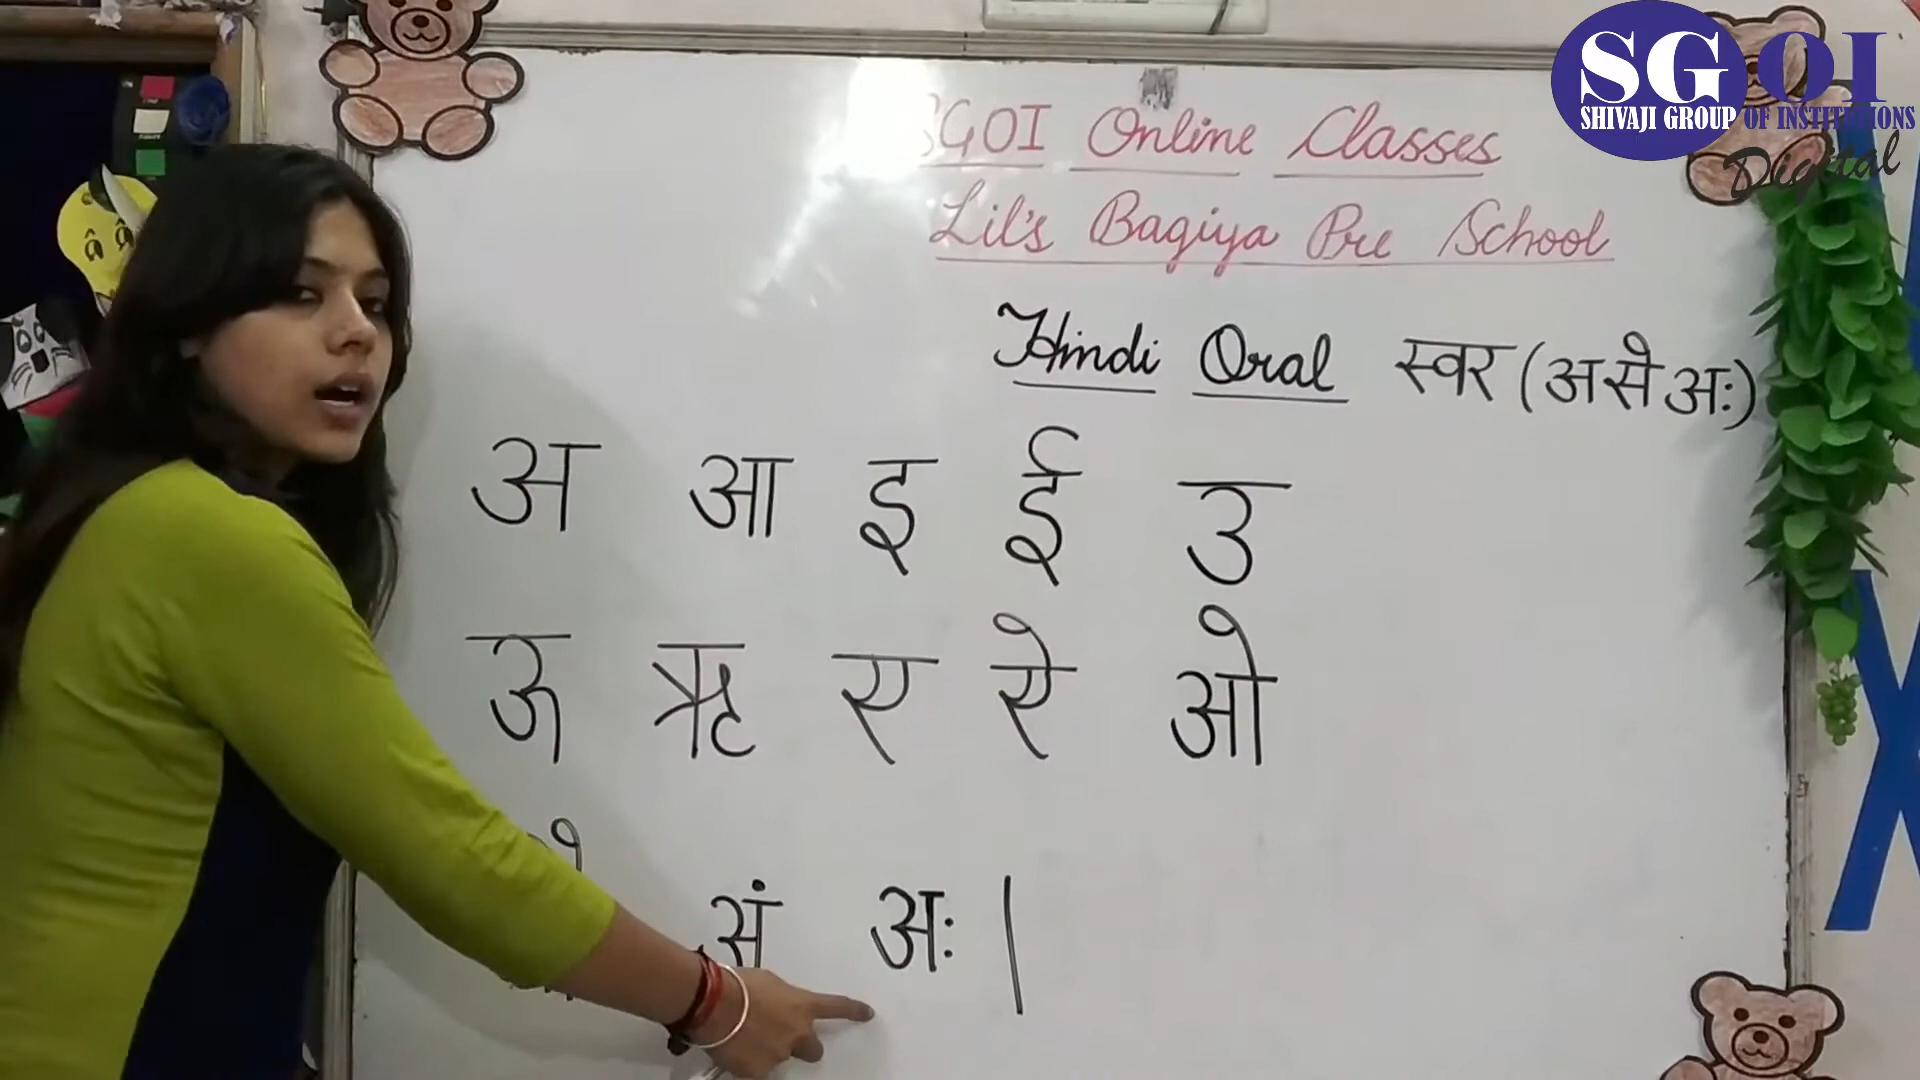 SGOI
SHIVAJI GROUP OF INSTITUTIONS
Digital
SGOI Online Classes
Lil's Bagiya Pre School
Hindi Oral स्वर (अ से अः)
अ आ इ ई उ
ऊ ऋ ए ऐ ओ
अं अः |